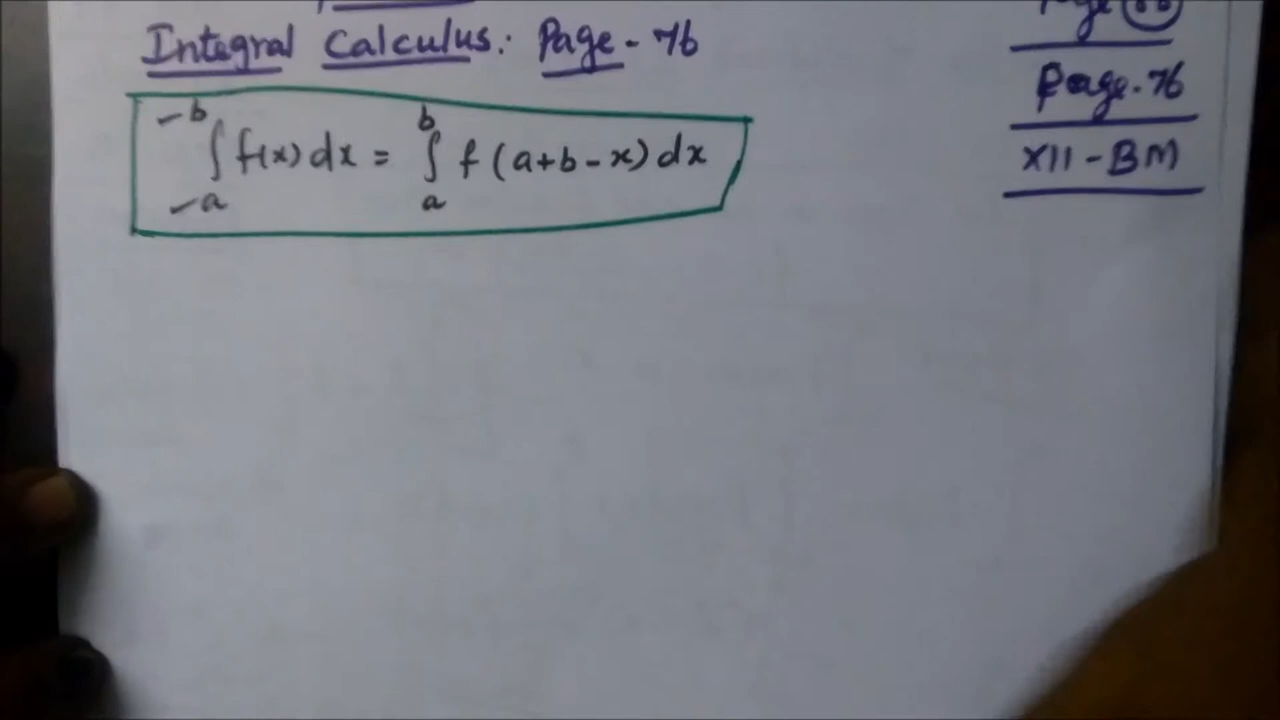 Integral Calculus. Page - 76
-b∫-a f(x) dx = b∫a f (a+b-x) dx
Page-76
XII - BM